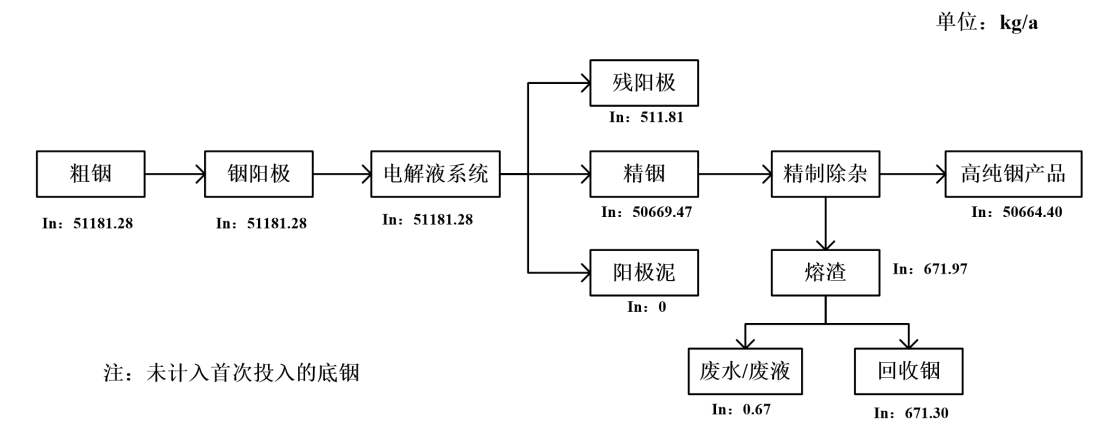 单位：kg/a
残阳极
In：511.81
粗铟
铟阳极
电解液系统
精铟
精制除杂
高纯铟产品
In：51181.28
In：51181.28
In：51181.28
In：50669.47
In：50664.40
阳极泥
In：0
熔渣
In：671.97
废水/废液
回收铟
In：0.67
In：671.30
注：未计入首次投入的底铟